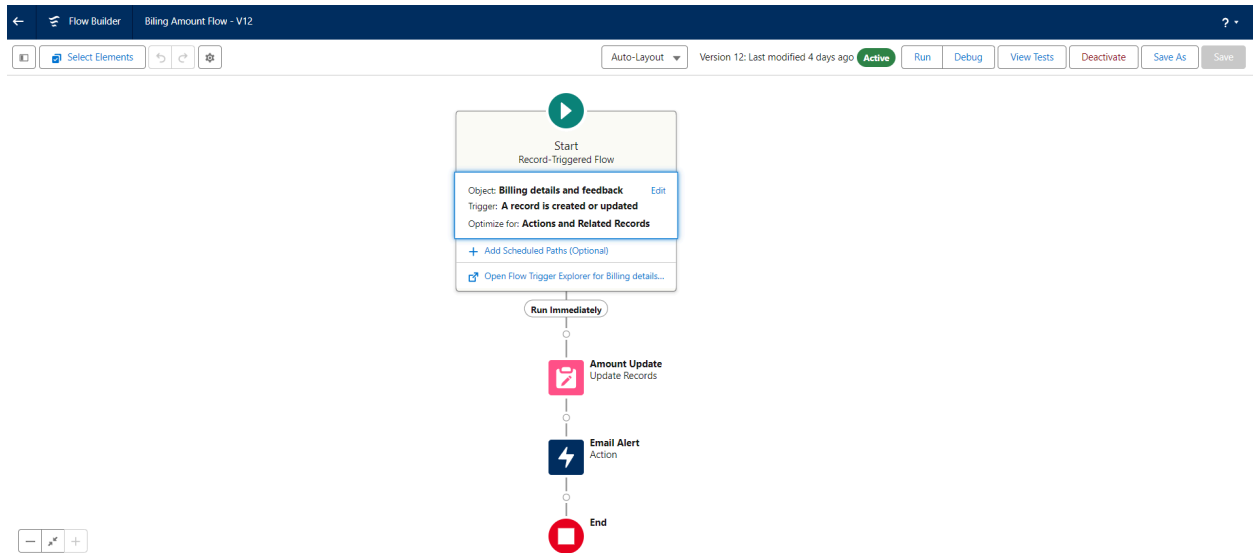 Flow Builder Biling Amount Flow - V12 ?
Select Elements Auto-Layout Version 12: Last modified 4 days ago Active Run Debug View Tests Deactivate Save As Save
Start
Record-Triggered Flow
Object: Billing details and feedback Edit
Trigger: A record is created or updated
Optimize for: Actions and Related Records
+ Add Scheduled Paths (Optional)
Open Flow Trigger Explorer for Billing details...
Run Immediately
Amount Update
Update Records
Email Alert
Action
End